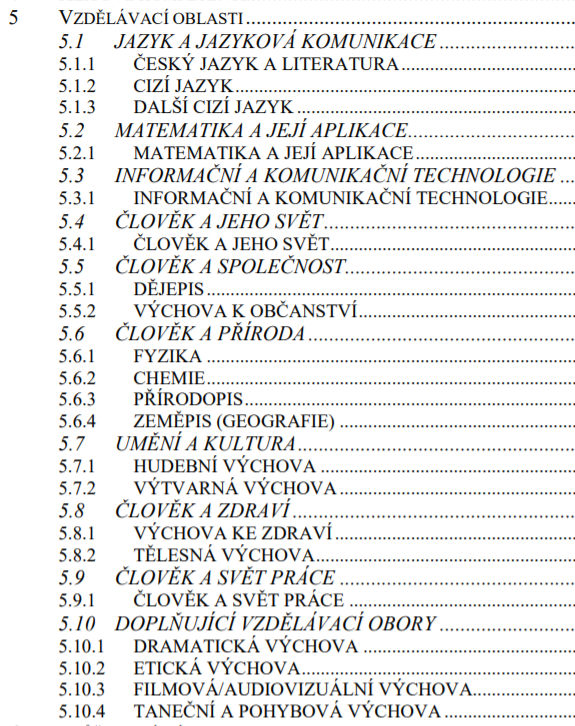 5 VZDĚLÁVACÍ OBLASTI
5.1 JAZYK A JAZYKOVÁ KOMUNIKACE
5.1.1 ČESKÝ JAZYK A LITERATURA
5.1.2 CIZÍ JAZYK
5.1.3 DALŠÍ CIZÍ JAZYK
5.2 MATEMATIKA A JEJÍ APLIKACE
5.2.1 MATEMATIKA A JEJÍ APLIKACE
5.3 INFORMAČNÍ A KOMUNIKAČNÍ TECHNOLOGIE
5.3.1 INFORMAČNÍ A KOMUNIKAČNÍ TECHNOLOGIE
5.4 ČLOVĚK A JEHO SVĚT
5.4.1 ČLOVĚK A JEHO SVĚT
5.5 ČLOVĚK A SPOLEČNOST
5.5.1 DĚJEPIS
5.5.2 VÝCHOVA K OBČANSTVÍ
5.6 ČLOVĚK A PŘÍRODA
5.6.1 FYZIKA
5.6.2 CHEMIE
5.6.3 PŘÍRODOPIS
5.6.4 ZEMĚPIS (GEOGRAFIE)
5.7 UMĚNÍ A KULTURA
5.7.1 HUDEBNÍ VÝCHOVA
5.7.2 VÝTVARNÁ VÝCHOVA
5.8 ČLOVĚK A ZDRAVÍ
5.8.1 VÝCHOVA KE ZDRAVÍ
5.8.2 TĚLESNÁ VÝCHOVA
5.9 ČLOVĚK A SVĚT PRÁCE
5.9.1 ČLOVĚK A SVĚT PRÁCE
5.10 DOPLŇUJÍCÍ VZDĚLÁVACÍ OBORY
5.10.1 DRAMATICKÁ VÝCHOVA
5.10.2 ETICKÁ VÝCHOVA
5.10.3 FILMOVÁ/AUDIOVIZUÁLNÍ VÝCHOVA
5.10.4 TANEČNÍ A POHYBOVÁ VÝCHOVA